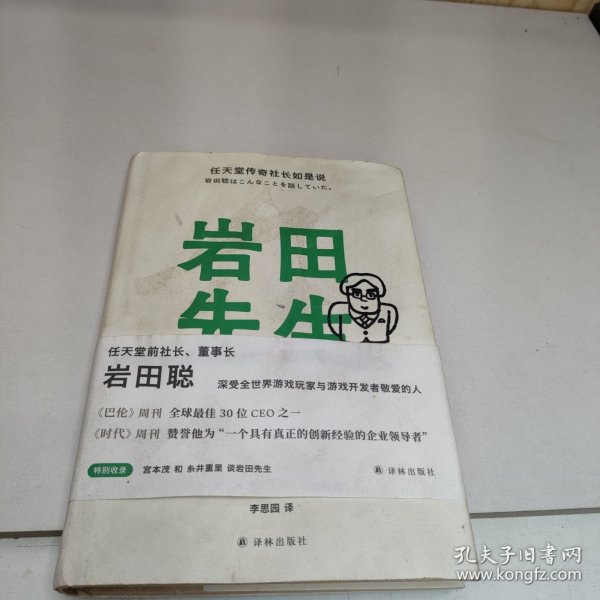 任天堂传奇社长如是说
岩田聡はこんなことを話していた。
岩田
先生
任天堂前社长、董事长
岩田聪 深受全世界游戏玩家与游戏开发者敬爱的人
《巴伦》周刊 全球最佳30位CEO之一
《时代》周刊 赞誉他为“一个具有真正的创新经验的企业领导者”
特别收录 宫本茂 和 糸井重里 谈岩田先生 译林出版社
李思园 译
译林出版社
孔夫子旧书网
www.kongfz.com